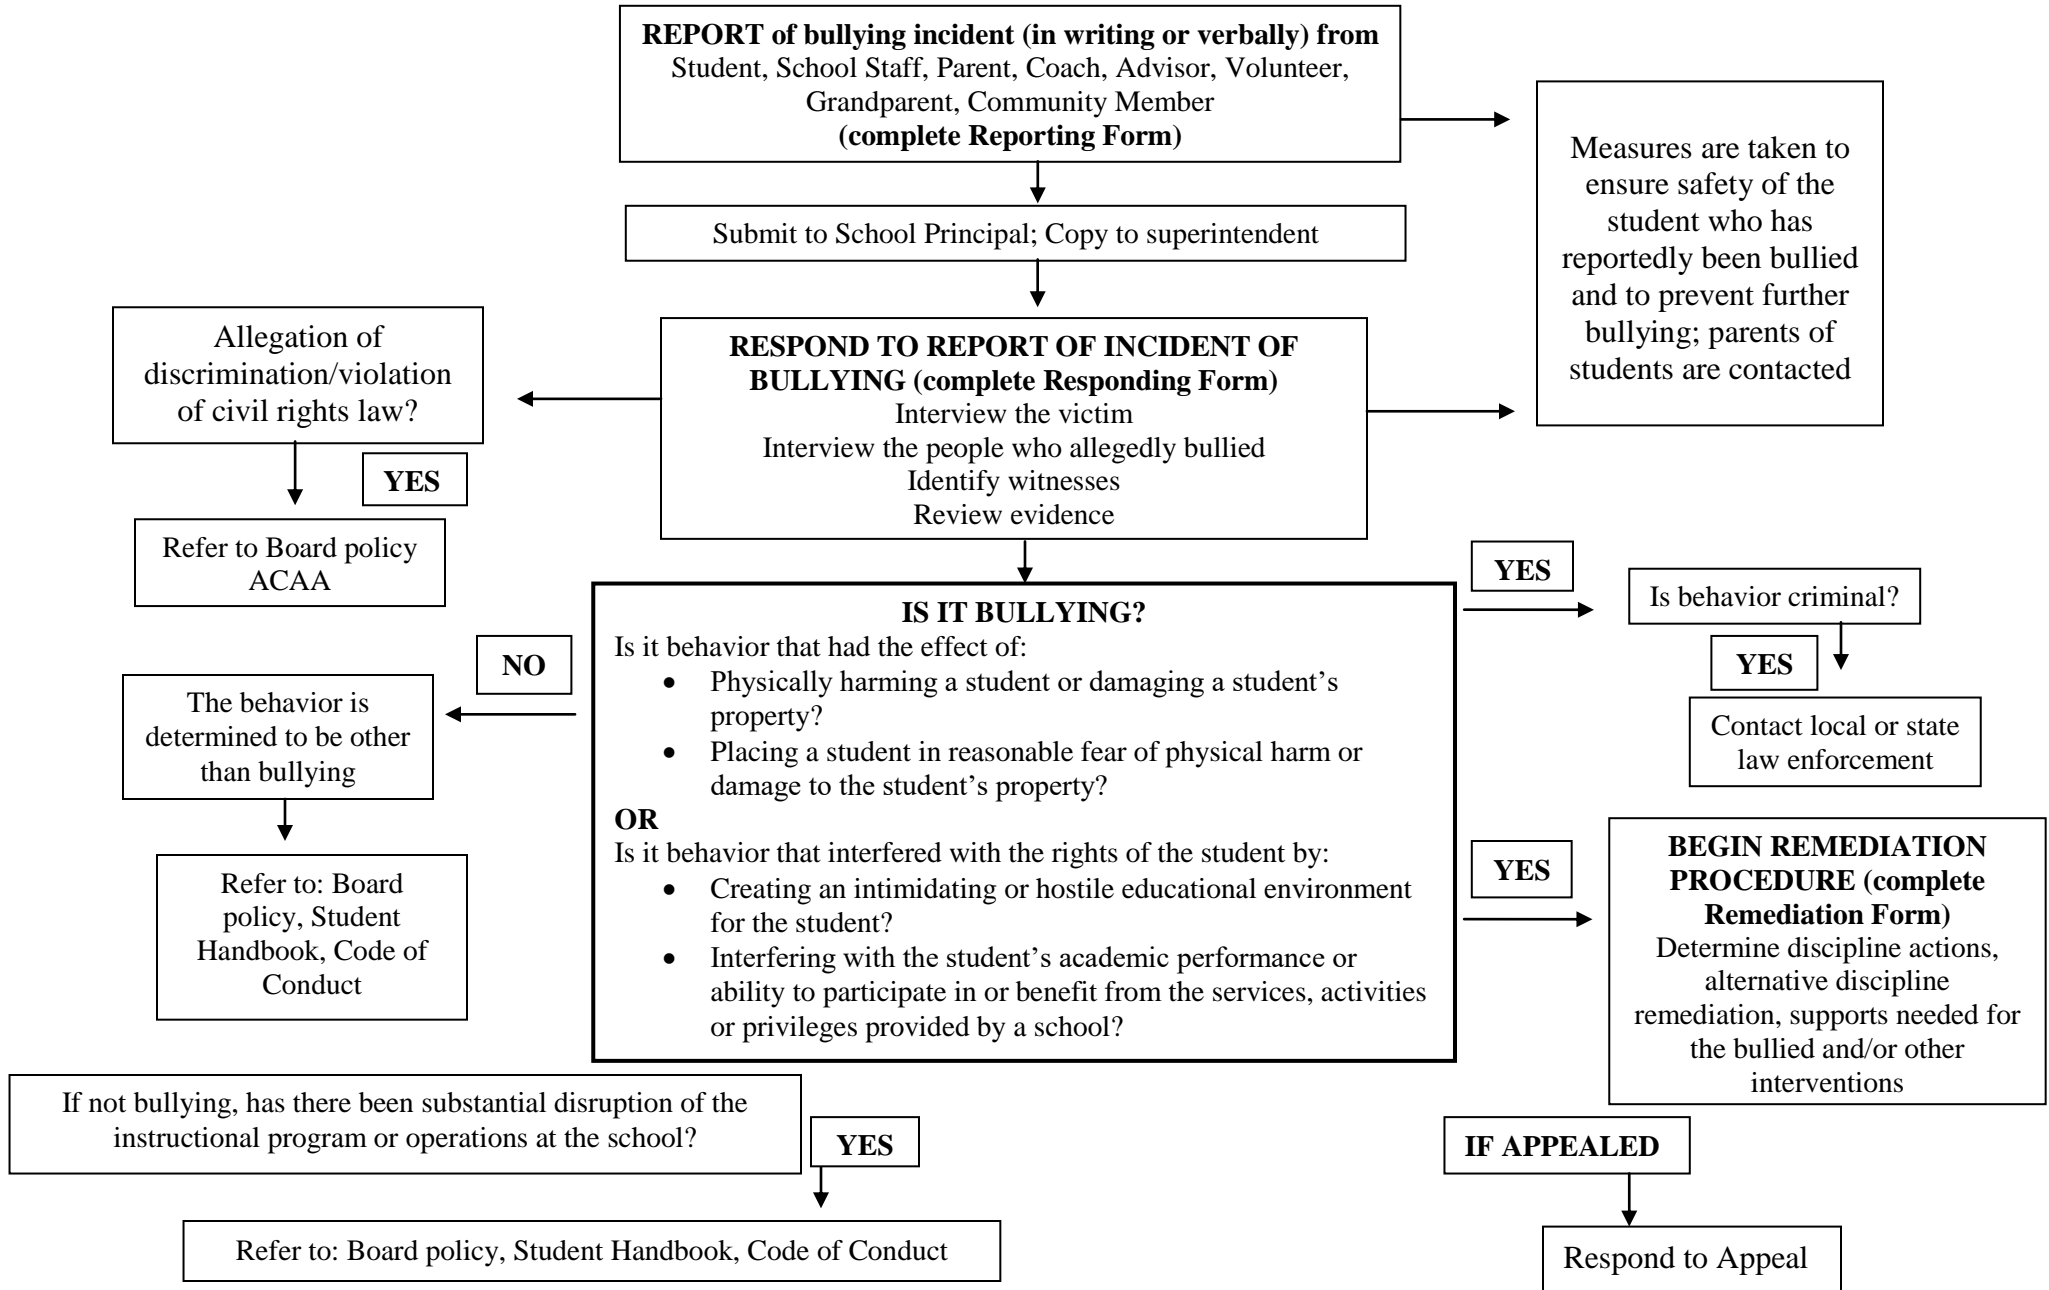 REPORT of bullying incident (in writing or verbally) from
Student, School Staff, Parent, Coach, Advisor, Volunteer,
Grandparent, Community Member
(complete Reporting Form)
Measures are taken to
ensure safety of the
student who has
reportedly been bullied
and to prevent further
bullying; parents of
students are contacted
Submit to School Principal; Copy to superintendent
Allegation of
discrimination/violation
of civil rights law?
YES
Refer to Board policy
ACAA
RESPOND TO REPORT OF INCIDENT OF
BULLYING (complete Responding Form)
Interview the victim
Interview the people who allegedly bullied
Identify witnesses
Review evidence
YES
Is behavior criminal?
YES
Contact local or state
law enforcement
NO
The behavior is
determined to be other
than bullying
Refer to: Board
policy, Student
Handbook, Code of
Conduct
IS IT BULLYING?
Is it behavior that had the effect of:
• Physically harming a student or damaging a student’s
property?
• Placing a student in reasonable fear of physical harm or
damage to the student’s property?
OR
Is it behavior that interfered with the rights of the student by:
• Creating an intimidating or hostile educational environment
for the student?
• Interfering with the student’s academic performance or
ability to participate in or benefit from the services, activities
or privileges provided by a school?
YES
BEGIN REMEDIATION
PROCEDURE (complete
Remediation Form)
Determine discipline actions,
alternative discipline
remediation, supports needed for
the bullied and/or other
interventions
If not bullying, has there been substantial disruption of the
instructional program or operations at the school?
YES
Refer to: Board policy, Student Handbook, Code of Conduct
IF APPEALED
Respond to Appeal